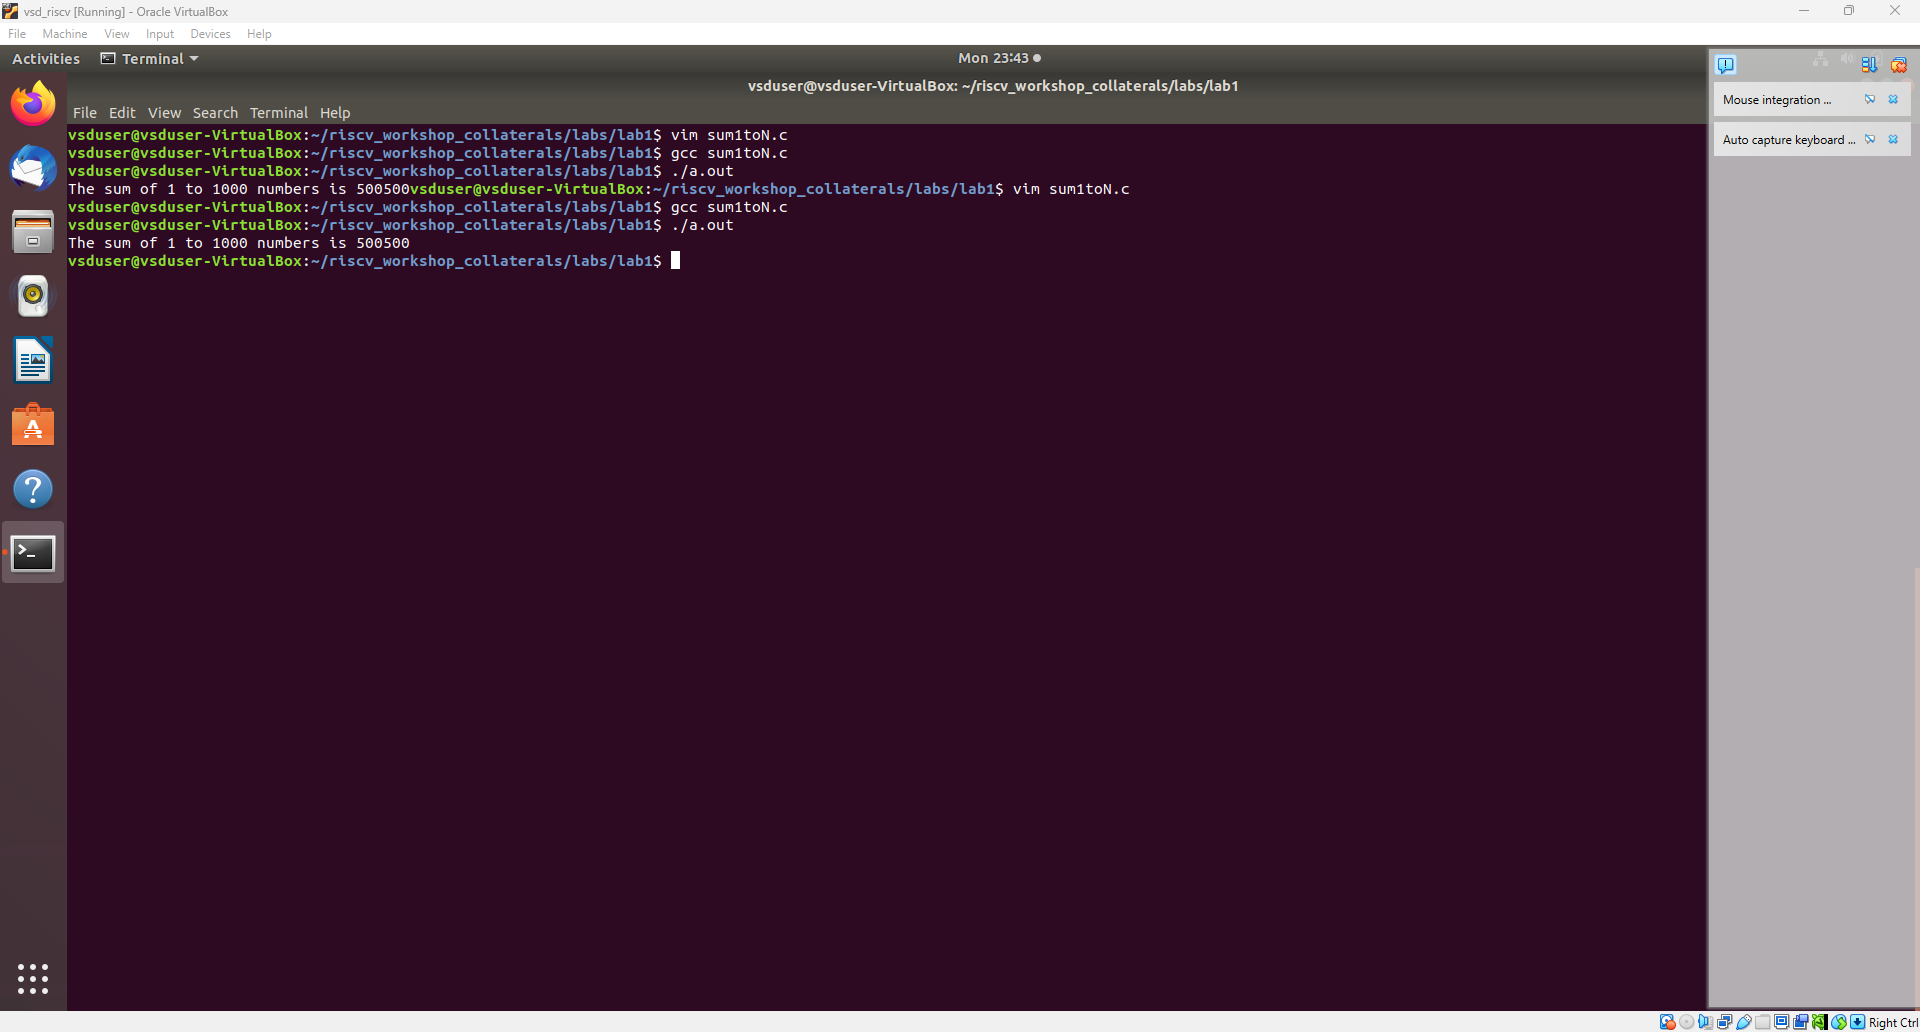 vsd_riscv [Running] - Oracle VirtualBox
File Machine View Input Devices Help
Activities Terminal Mon 23:43
vsduser@vsduser-VirtualBox: ~/riscv_workshop_collaterals/labs/lab1
File Edit View Search Terminal Help
vsduser@vsduser-VirtualBox:~/riscv_workshop_collaterals/labs/lab1$ vim sum1toN.c
vsduser@vsduser-VirtualBox:~/riscv_workshop_collaterals/labs/lab1$ gcc sum1toN.c
vsduser@vsduser-VirtualBox:~/riscv_workshop_collaterals/labs/lab1$ ./a.out
The sum of 1 to 1000 numbers is 500500vsduser@vsduser-VirtualBox:~/riscv_workshop_collaterals/labs/lab1$ vim sum1toN.c
vsduser@vsduser-VirtualBox:~/riscv_workshop_collaterals/labs/lab1$ gcc sum1toN.c
vsduser@vsduser-VirtualBox:~/riscv_workshop_collaterals/labs/lab1$ ./a.out
The sum of 1 to 1000 numbers is 500500
vsduser@vsduser-VirtualBox:~/riscv_workshop_collaterals/labs/lab1$
Mouse integration ...
Auto capture keyboard ...
Right Ctrl